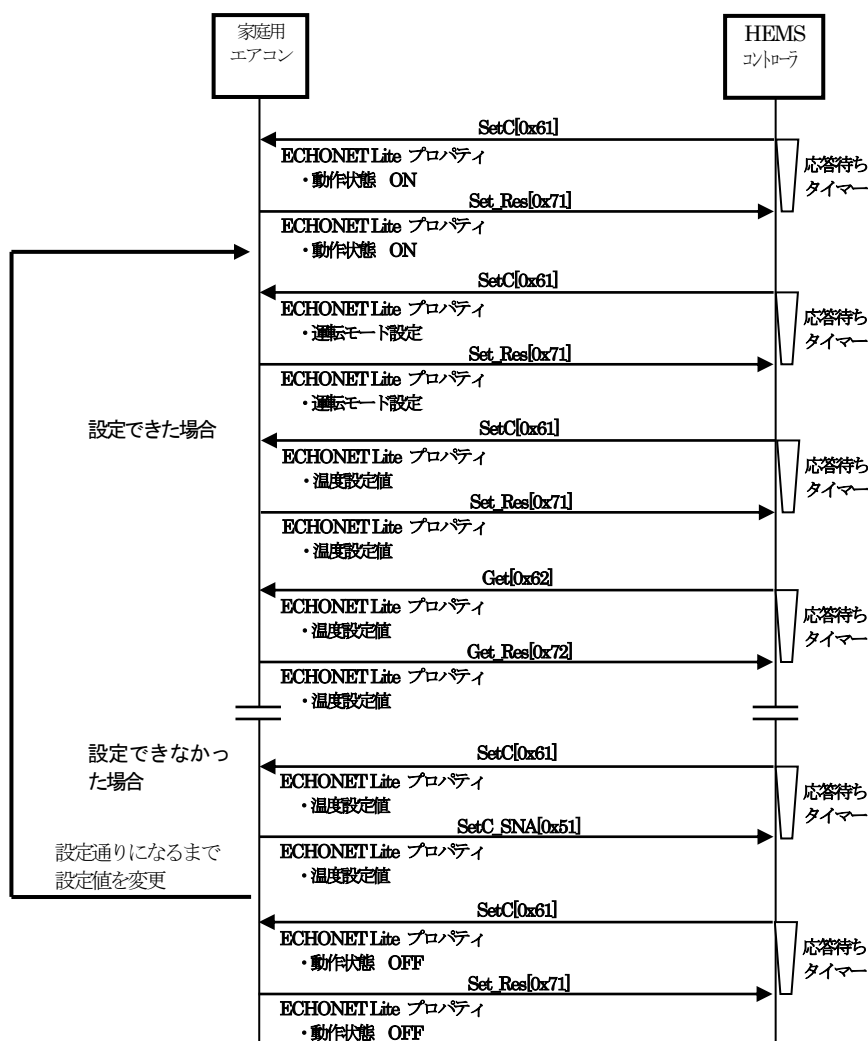 家庭用
エアコン
HEMS
コントローラ
SetC[0x61]
ECHONET Lite プロパティ
・動作状態 ON
応答待ち
タイマー
Set_Res[0x71]
ECHONET Lite プロパティ
・動作状態 ON
SetC[0x61]
ECHONET Lite プロパティ
・運転モード設定
応答待ち
タイマー
Set_Res[0x71]
ECHONET Lite プロパティ
・運転モード設定
設定できた場合
SetC[0x61]
ECHONET Lite プロパティ
・温度設定値
応答待ち
タイマー
Set_Res[0x71]
ECHONET Lite プロパティ
・温度設定値
Get[0x62]
ECHONET Lite プロパティ
・温度設定値
応答待ち
タイマー
Get_Res[0x72]
ECHONET Lite プロパティ
・温度設定値
設定できなかっ
た場合
SetC[0x61]
ECHONET Lite プロパティ
・温度設定値
応答待ち
タイマー
SetC_SNA[0x51]
ECHONET Lite プロパティ
・温度設定値
設定通りになるまで
設定値を変更
SetC[0x61]
ECHONET Lite プロパティ
・動作状態 OFF
応答待ち
タイマー
Set_Res[0x71]
ECHONET Lite プロパティ
・動作状態 OFF